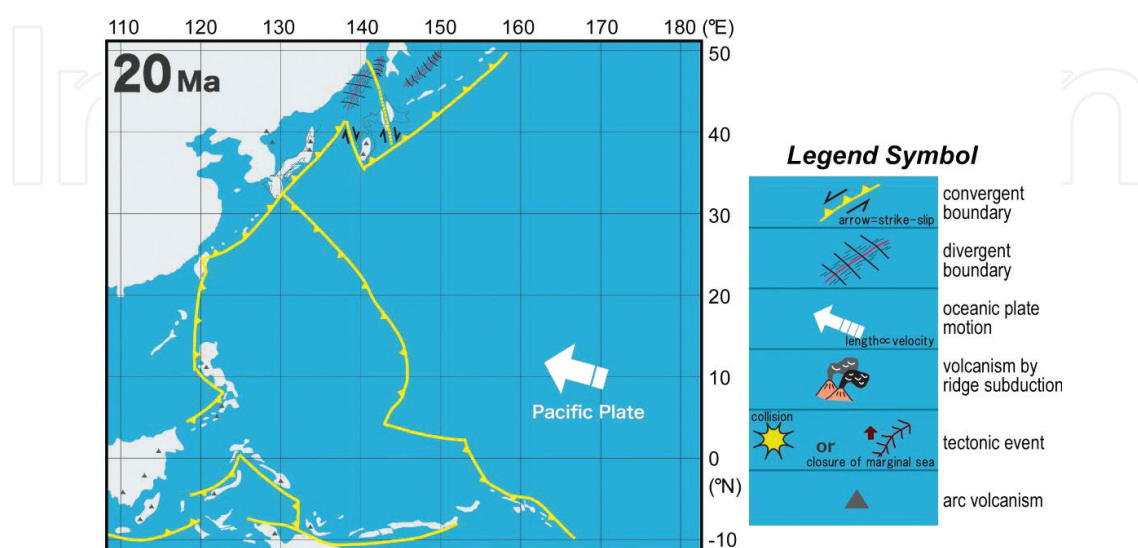 110 120 130 140 150 160 170 180 (°E)
20 Ma
50
40
30
20
10
0
(°N)
-10
Pacific Plate
Legend Symbol
convergent
boundary
arrow=strike-slip
divergent
boundary
oceanic plate
motion
length∝velocity
volcanism by
ridge subduction
collision
or
closure of marginal sea
tectonic event
arc volcanism